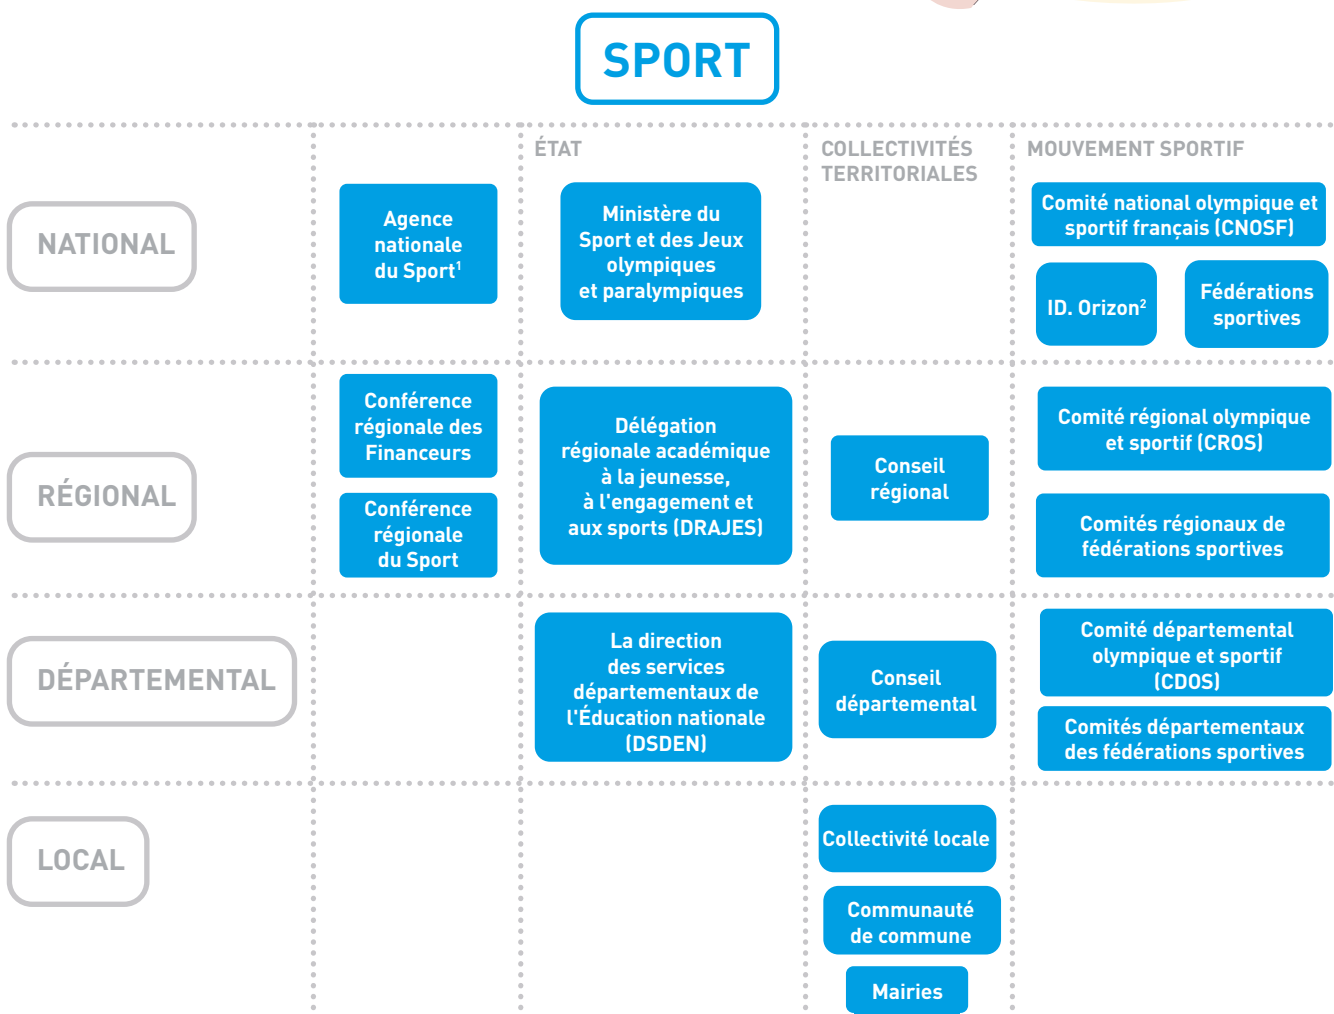 SPORT
ÉTAT
COLLECTIVITÉS
TERRITORIALES
MOUVEMENT SPORTIF
NATIONAL
Agence
nationale
du Sport¹
Ministère du
Sport et des Jeux
olympiques
et paralympiques
Comité national olympique et
sportif français (CNOSF)
ID. Orizon²
Fédérations
sportives
RÉGIONAL
Conférence
régionale des
Financeurs
Conférence
régionale
du Sport
Délégation
régionale académique
à la jeunesse,
à l'engagement et
aux sports (DRAJES)
Conseil
régional
Comité régional olympique
et sportif (CROS)
Comités régionaux de
fédérations sportives
DÉPARTEMENTAL
La direction
des services
départementaux de
l'Éducation nationale
(DSDEN)
Conseil
départemental
Comité départemental
olympique et sportif
(CDOS)
Comités départementaux
des fédérations sportives
LOCAL
Collectivité locale
Communauté
de commune
Mairies